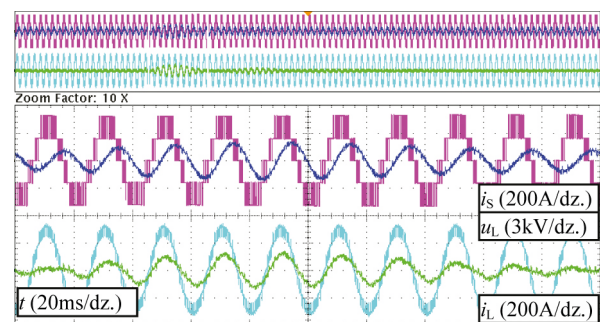 Zoom Factor: 10 X
iS (200A/dz.)
uL (3kV/dz.)
t (20ms/dz.)
iL (200A/dz.)